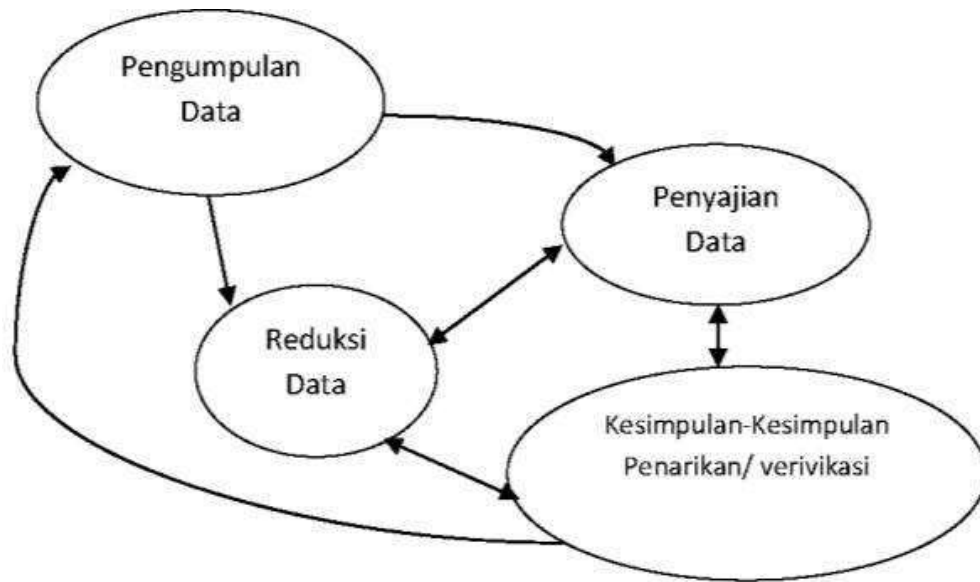 Pengumpulan
Data
Penyajian
Data
Reduksi
Data
Kesimpulan-Kesimpulan
Penarikan/ verivikasi